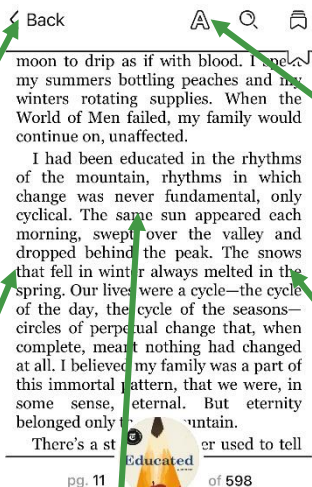 Back
moon to drip as if with blood. I
my summers bottling peaches and my
winters rotating supplies. When the
World of Men failed, my family would
continue on, unaffected.
I had been educated in the rhythms
of the mountain, rhythms in which
change was never fundamental, only
cyclical. The same sun appeared each
morning, swept over the valley and
dropped behind the peak. The snows
that fell in winter always melted in the
spring. Our lives were a cycle—the cycle
of the day, the cycle of the seasons—
circles of perpetual change that, when
complete, meant nothing had changed
at all. I believed my family was a part of
this immortal pattern, that we were, in
some sense, eternal. But eternity
belonged only
There's a er used to tell
Educated
pg. 11 of 598